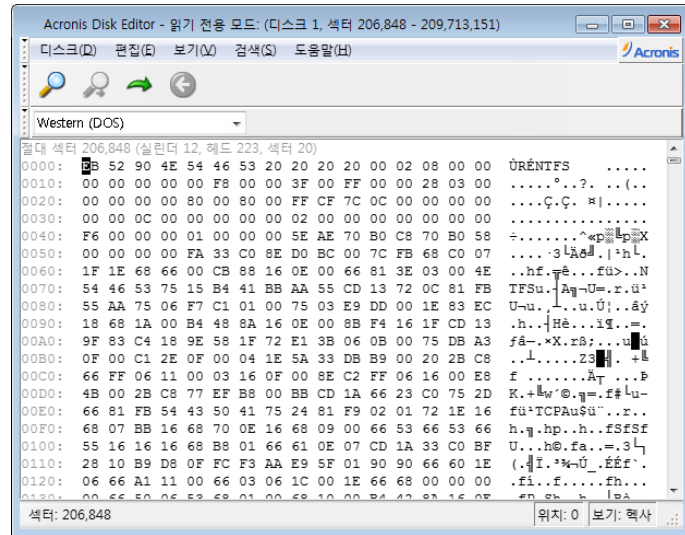 Acronis Disk Editor - 읽기 전용 모드: (디스크 1, 섹터 206,848 - 209,713,151)
디스크(D) 편집(E) 보기(V) 검색(S) 도움말(H) Acronis
Western (DOS)
절대 섹터 206,848 (실린더 12, 헤드 223, 섹터 20)
0000: EB 52 90 4E 54 46 53 20 20 20 20 00 02 08 00 00 ÙRÉNTFS .....
0010: 00 00 00 00 00 F8 00 00 3F 00 FF 00 00 28 03 00 .....°..?. ..(..
0020: 00 00 00 00 80 00 80 00 FF CF 7C 0C 00 00 00 00 ....Ç.Ç. ¤|.....
0030: 00 00 0C 00 00 00 00 00 02 00 00 00 00 00 00 00 ................
0040: F6 00 00 00 01 00 00 00 5E AE 70 B0 C8 70 B0 58 ÷.......^«p░╚p░X
0050: 00 00 00 00 FA 33 C0 8E D0 BC 00 7C FB 68 C0 07
0060: 1F 1E 68 66 00 CB 88 16 0E 00 66 81 3E 03 00 4E ..hf.╦ê...fü>..N
0070: 54 46 53 75 15 B4 41 BB AA 55 CD 13 72 0C 81 FB
0080: 55 AA 75 06 F7 C1 01 00 75 03 E9 DD 00 1E 83 EC
0090: 18 68 1A 00 B4 48 8A 16 0E 00 8B F4 16 1F CD 13
00A0: 9F 83 C4 18 9E 58 1F 72 E1 3B 06 0B 00 75 DB A3
00B0: 0F 00 C1 2E 0F 00 04 1E 5A 33 DB B9 00 20 2B C8
00C0: 66 FF 06 11 00 03 16 0F 00 8E C2 FF 06 16 00 E8
00D0: 4B 00 2B C8 77 EF B8 00 BB CD 1A 66 23 C0 75 2D
00E0: 66 81 FB 54 43 50 41 75 24 81 F9 02 01 72 1E 16 fü¹TCPAu$ü¨..r..
00F0: 68 07 BB 16 68 70 0E 16 68 09 00 66 53 66 53 66 h.╗.hp..h..fSfSf
0100: 55 16 16 16 68 B8 01 66 61 0E 07 CD 1A 33 C0 BF U...h©.fa..=.3└┐
0110: 28 10 B9 D8 0F FC F3 AA E9 5F 01 90 90 66 60 1E
0120: 06 66 A1 11 00 66 03 06 1C 00 1E 66 68 00 00 00 .fí..f.....fh...
섹터: 206,848 위치: 0 보기: 헥사